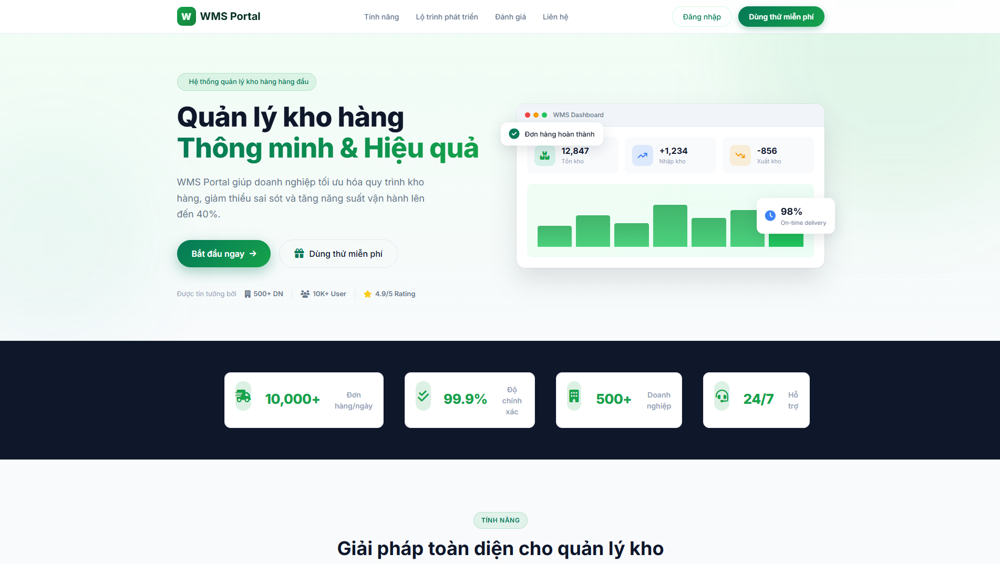 W WMS Portal
Tính năng
Lộ trình phát triển
Đánh giá
Liên hệ
Đăng nhập
Dùng thử miễn phí
Hệ thống quản lý kho hàng hàng đầu
Quản lý kho hàng
Thông minh & Hiệu quả
WMS Portal giúp doanh nghiệp tối ưu hóa quy trình kho
hàng, giảm thiểu sai sót và tăng năng suất vận hành lên
đến 40%.
Bắt đầu ngay
Dùng thử miễn phí
Được tin tưởng bởi
500+ DN
10K+ User
4.9/5 Rating
WMS Dashboard
Đơn hàng hoàn thành
12,847
Tồn kho
+1,234
Nhập kho
-856
Xuất kho
98%
On-time delivery
10,000+
Đơn
hàng/ngày
99.9%
Độ
chính
xác
500+
Doanh
nghiệp
24/7
Hỗ
trợ
TÍNH NĂNG
Giải pháp toàn diện cho quản lý kho